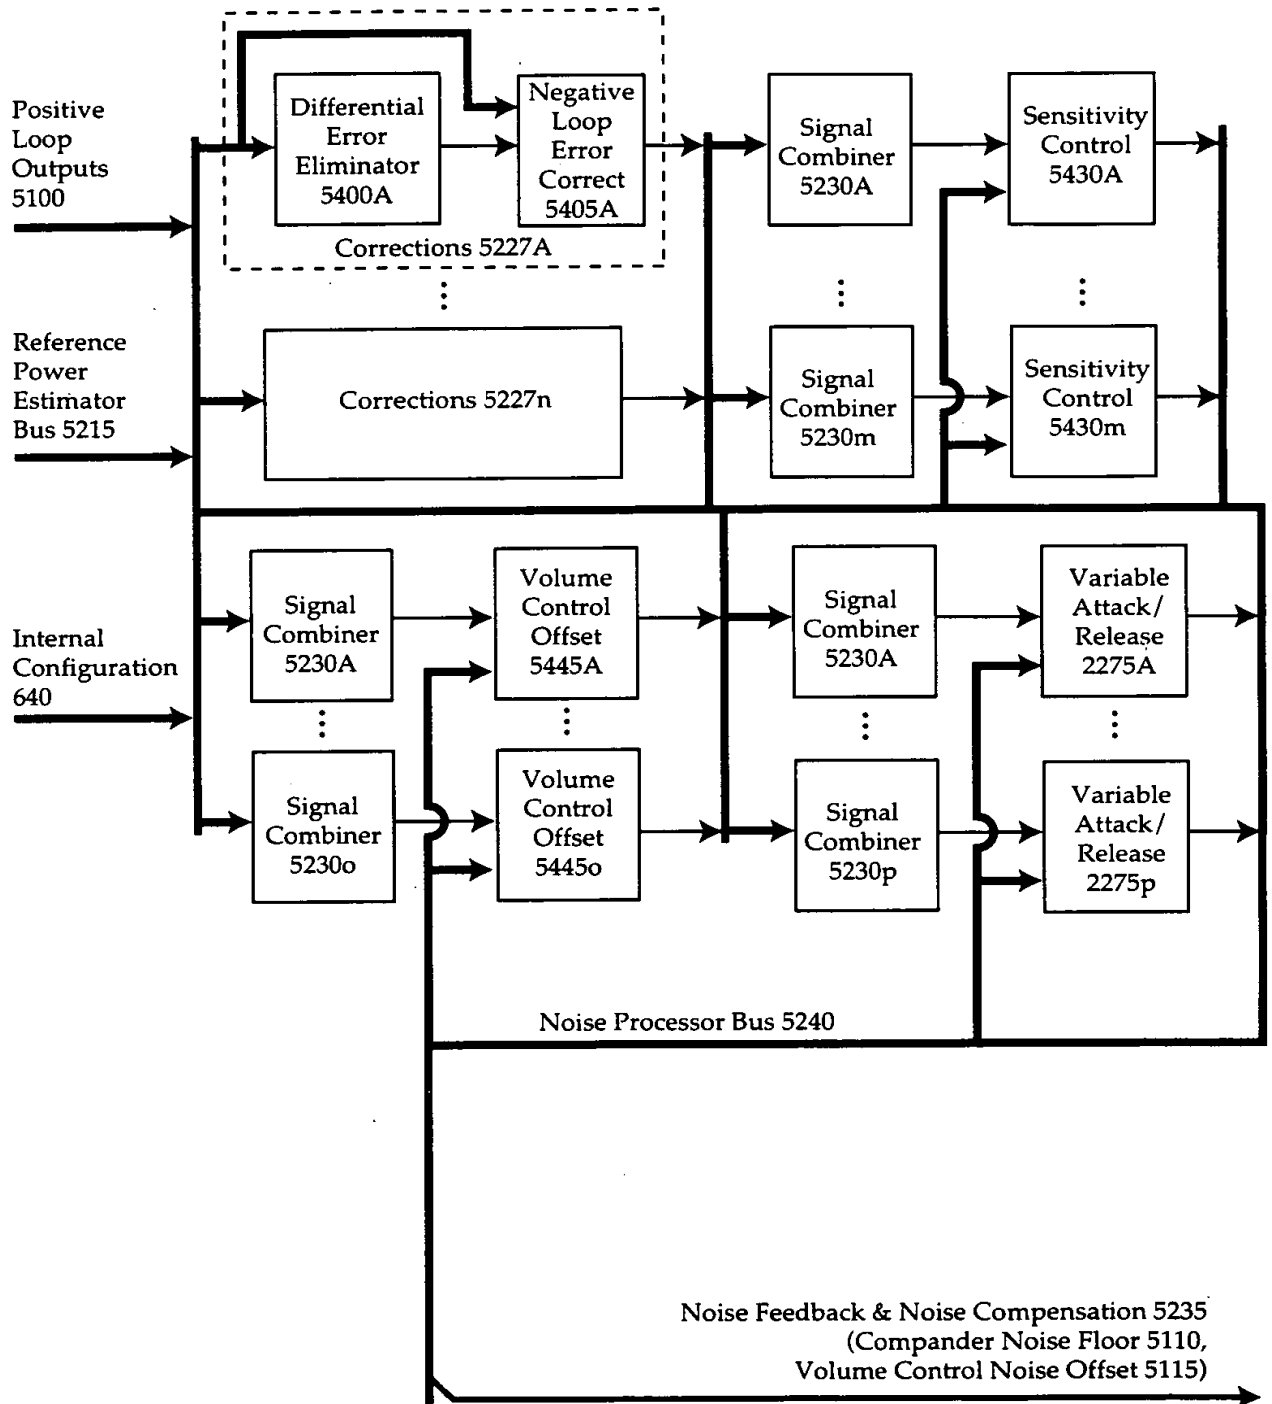 Positive
Loop
Outputs
5100
Differential
Error
Eliminator
5400A
Negative
Loop
Error
Correct
5405A
Corrections 5227A
Signal
Combiner
5230A
Sensitivity
Control
5430A
Reference
Power
Estimator
Bus 5215
Corrections 5227n
Signal
Combiner
5230m
Sensitivity
Control
5430m
Internal
Configuration
640
Signal
Combiner
5230A
Volume
Control
Offset
5445A
Signal
Combiner
5230A
Variable
Attack/
Release
2275A
Signal
Combiner
5230o
Volume
Control
Offset
5445o
Signal
Combiner
5230p
Variable
Attack/
Release
2275p
Noise Processor Bus 5240
Noise Feedback & Noise Compensation 5235
(Compander Noise Floor 5110,
Volume Control Noise Offset 5115)